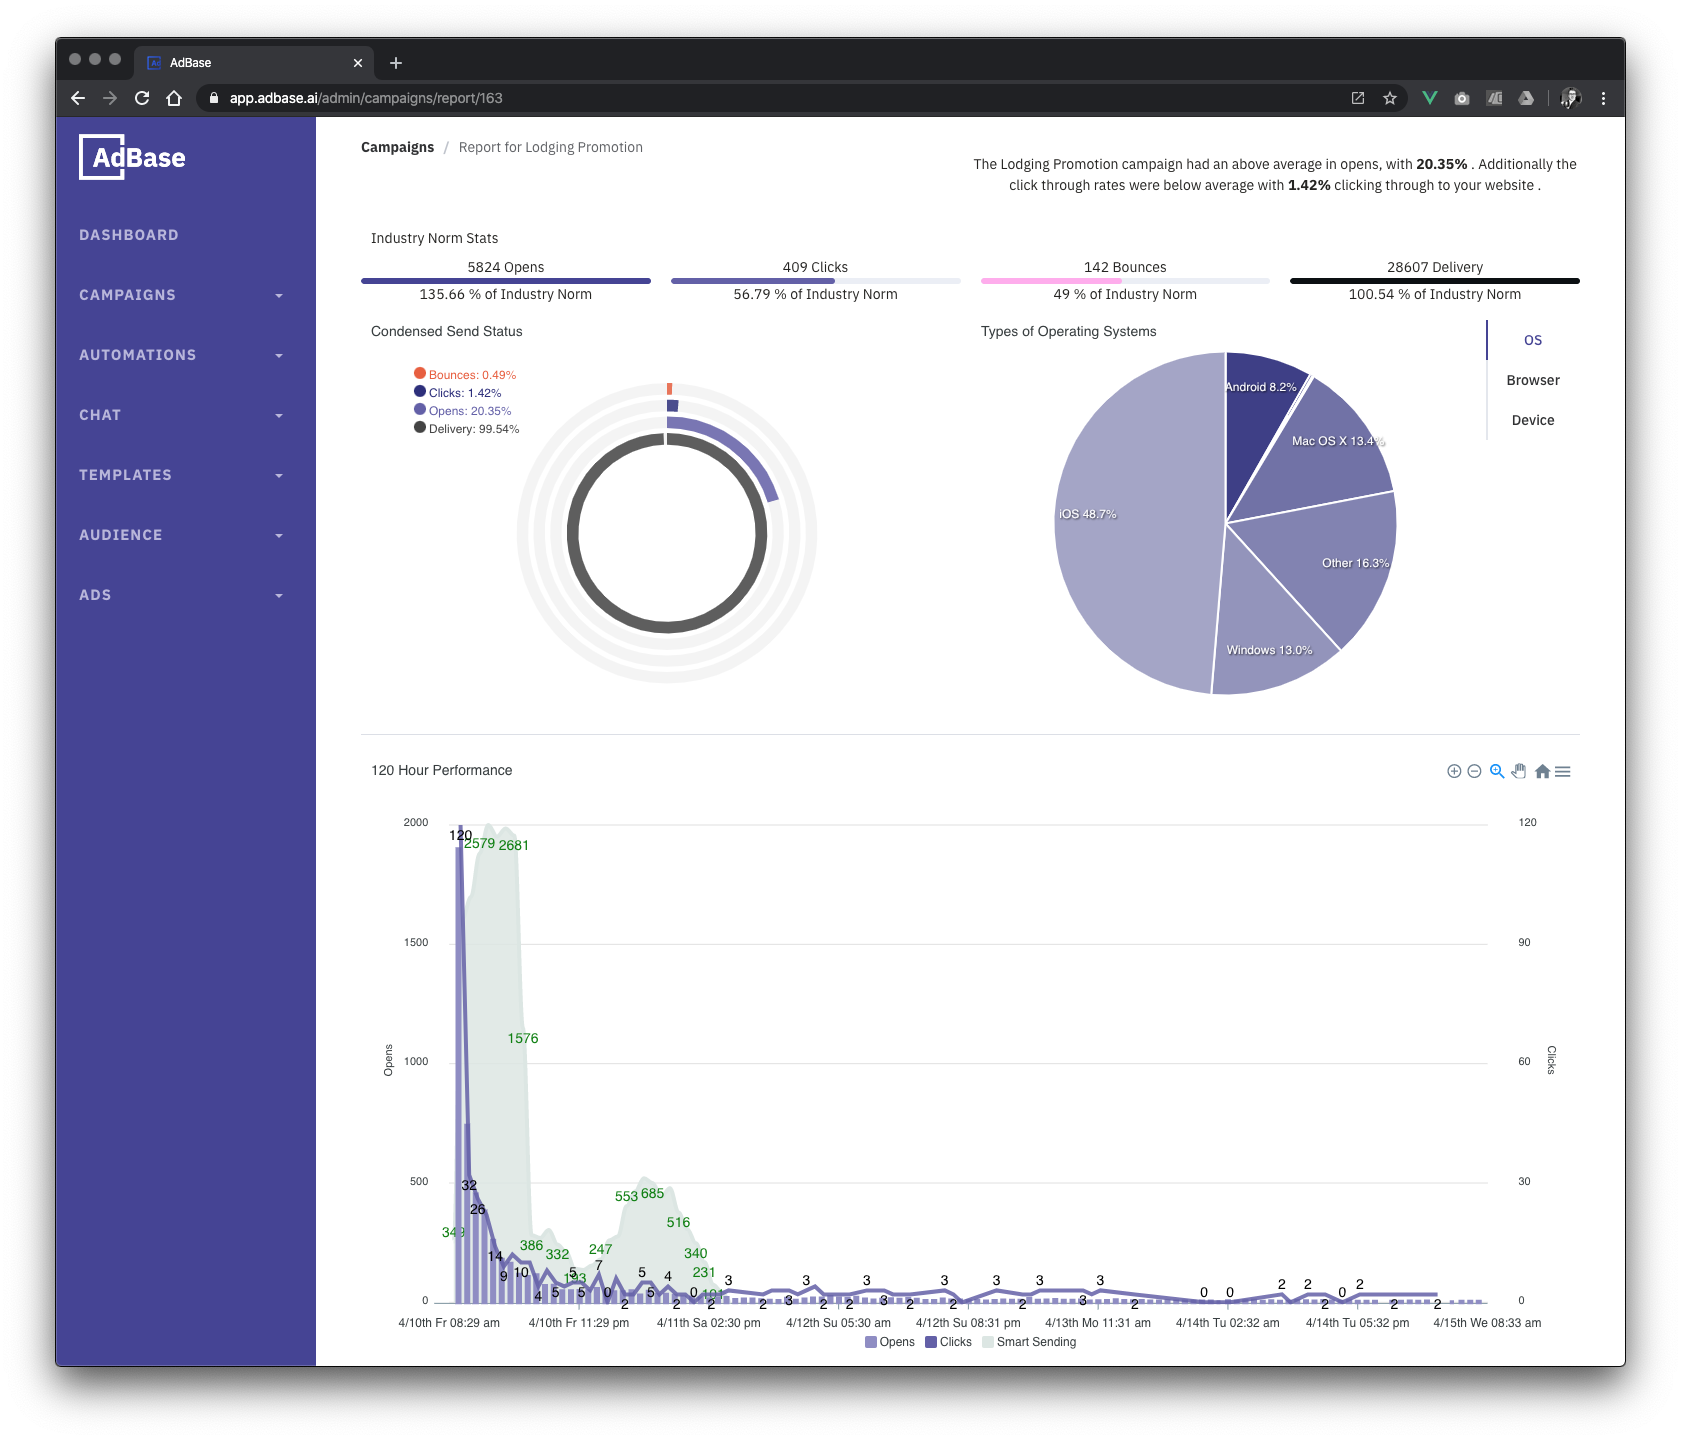 AdBase
app.adbase.ai/admin/campaigns/report/163
AdBase
DASHBOARD
CAMPAIGNS
AUTOMATIONS
CHAT
TEMPLATES
AUDIENCE
ADS
Campaigns / Report for Lodging Promotion
The Lodging Promotion campaign had an above average in opens, with 20.35% . Additionally the
click through rates were below average with 1.42% clicking through to your website .
Industry Norm Stats
5824 Opens
135.66 % of Industry Norm
409 Clicks
56.79 % of Industry Norm
142 Bounces
49 % of Industry Norm
28607 Delivery
100.54 % of Industry Norm
Condensed Send Status
Bounces: 0.49%
Clicks: 1.42%
Opens: 20.35%
Delivery: 99.54%
Types of Operating Systems
Android 8.2%
Mac OS X 13.4%
Other 16.3%
Windows 13.0%
iOS 48.7%
OS
Browser
Device
120 Hour Performance
2000
1500
1000
500
0
Opens
120
90
60
30
0
Clicks
120
2579
2681
1576
349
32
26
14
9
10
386
4
332
5
193
5
5
247
7
0
2
553
685
5
5
516
4
2
340
0
231
2
3
2
3
3
2
3
2
3
2
3
2
3
2
3
3
3
2
0
0
2
2
2
0
2
2
2
4/10th Fr 08:29 am
4/10th Fr 11:29 pm
4/11th Sa 02:30 pm
4/12th Su 05:30 am
4/12th Su 08:31 pm
4/13th Mo 11:31 am
4/14th Tu 02:32 am
4/14th Tu 05:32 pm
4/15th We 08:33 am
Opens
Clicks
Smart Sending